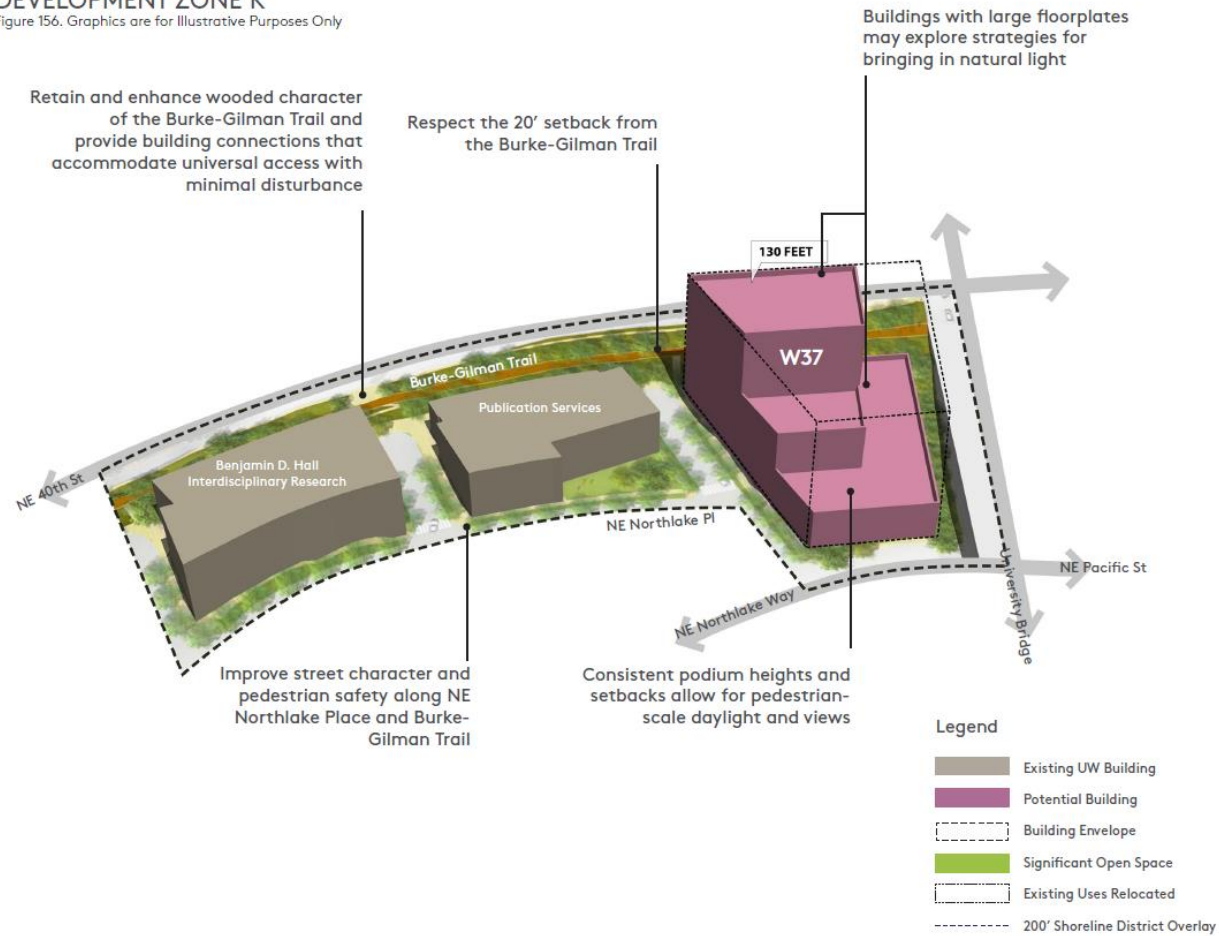 DEVELOPMENT ZONE K
Figure 156. Graphics are for Illustrative Purposes Only
Buildings with large floorplates
may explore strategies for
bringing in natural light
Retain and enhance wooded character
of the Burke-Gilman Trail and
provide building connections that
accommodate universal access with
minimal disturbance
Respect the 20' setback from
the Burke-Gilman Trail
130 FEET
W37
Burke-Gilman Trail
Publication Services
Benjamin D. Hall
Interdisciplinary Research
NE 40th St
NE Northlake Pl
NE Northlake Way
University Bridge
NE Pacific St
Improve street character and
pedestrian safety along NE
Northlake Place and Burke-
Gilman Trail
Consistent podium heights and
setbacks allow for pedestrian-
scale daylight and views
Legend
Existing UW Building
Potential Building
Building Envelope
Significant Open Space
Existing Uses Relocated
200' Shoreline District Overlay